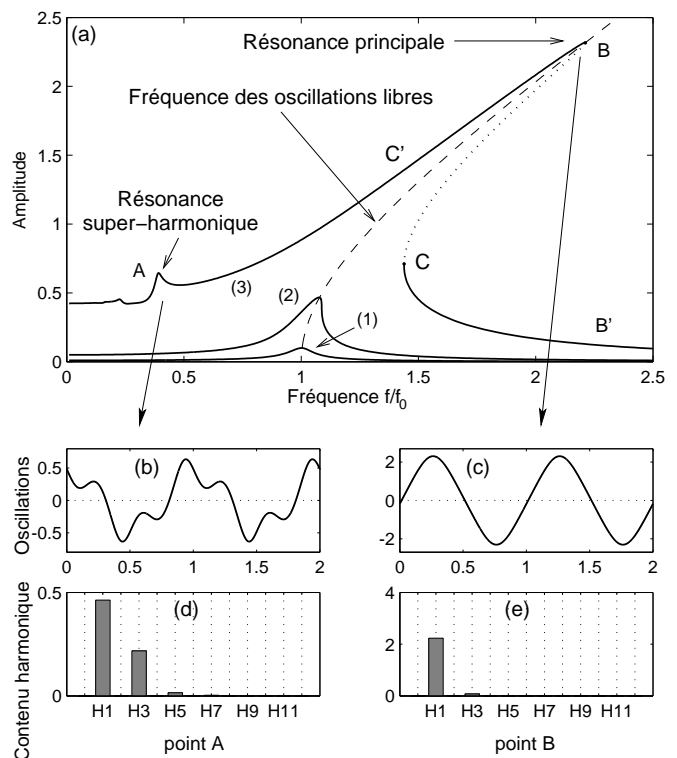 2.5
2
1.5
1
0.5
0
Amplitude
(a)
Résonance principale
B
Fréquence des oscillations libres
C'
Résonance
super−harmonique
A
(3)
(2)
(1)
C
B'
0 0.5 1 1.5 2 2.5
Fréquence f/f0
Oscillations
0.5
0
-0.5
(b)
0 0.5 1 1.5 2
2
0
-2
(c)
0 0.5 1 1.5 2
Contenu harmonique
0.5
0
(d)
H1 H3 H5 H7 H9 H11
point A
4
2
0
(e)
H1 H3 H5 H7 H9 H11
point B